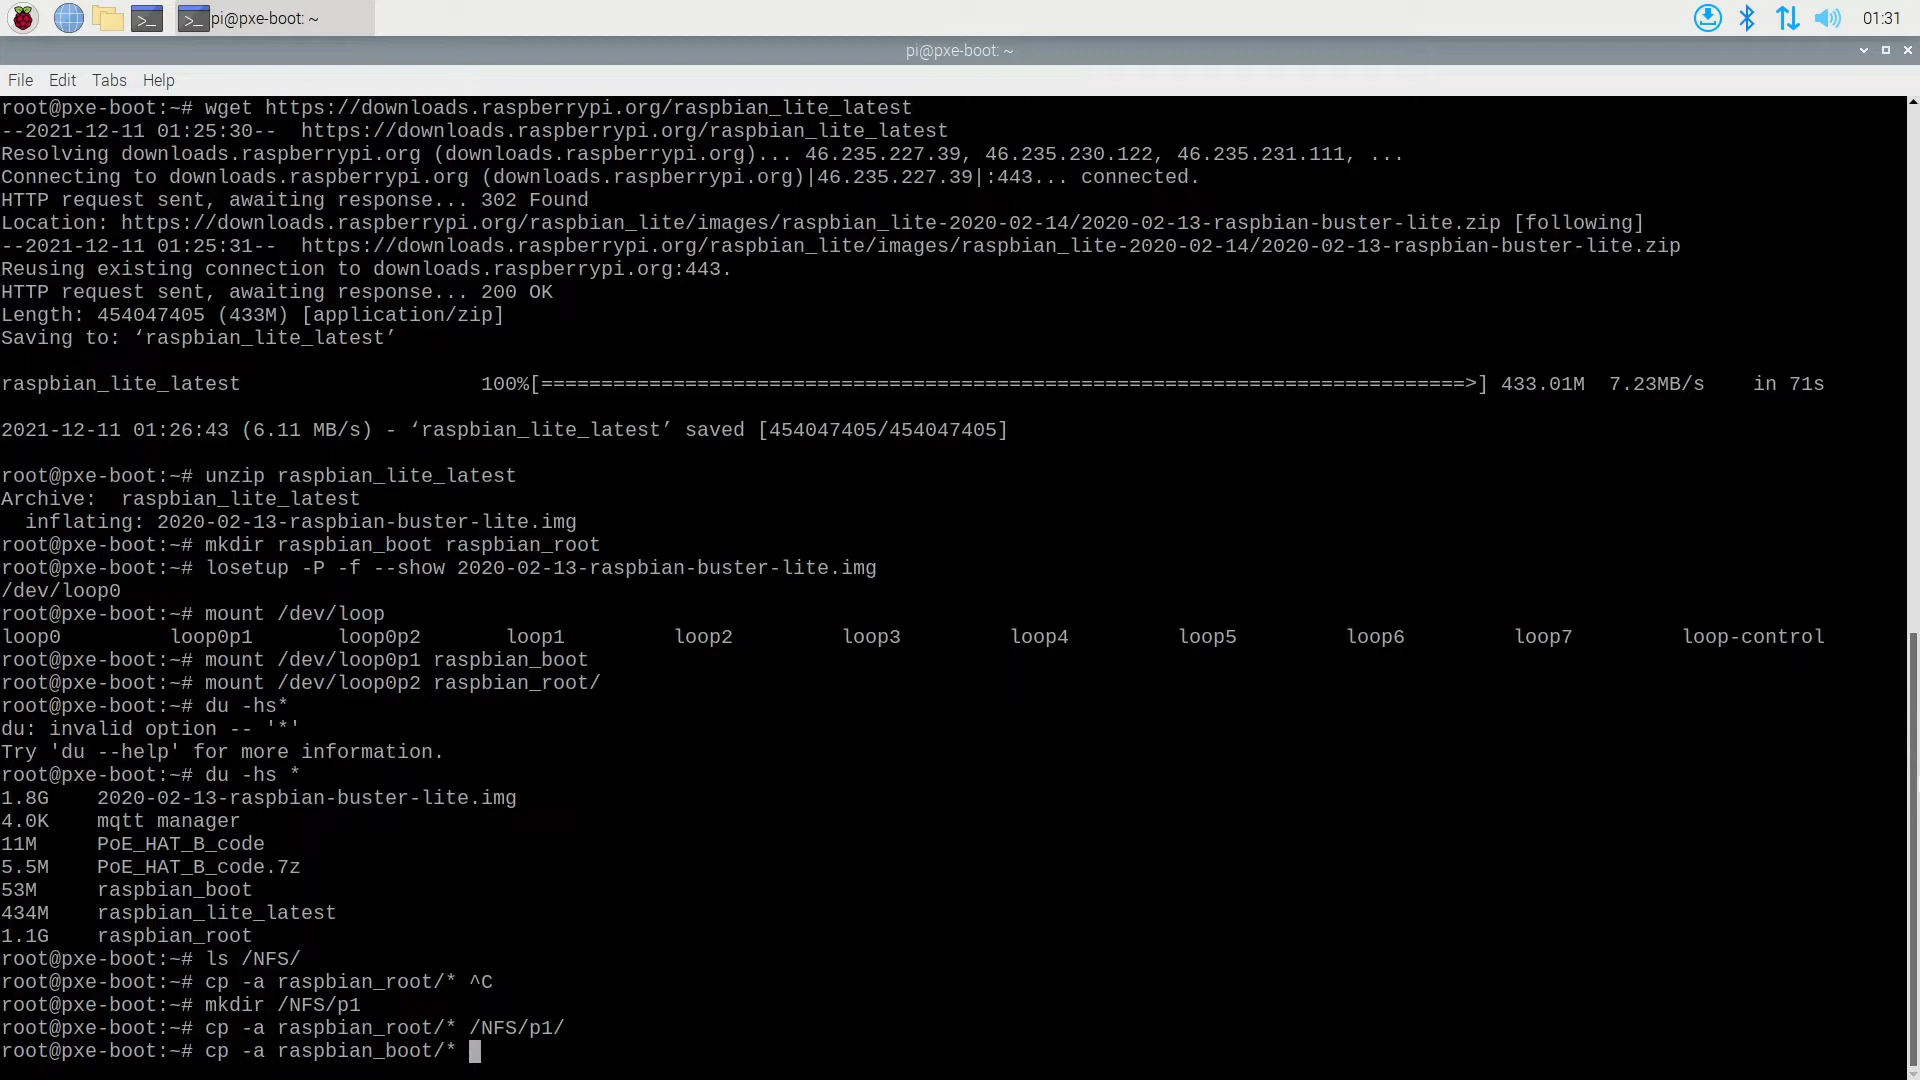 pi@pxe-boot: ~
01:31
pi@pxe-boot: ~
File Edit Tabs Help
root@pxe-boot:~# wget https://downloads.raspberrypi.org/raspbian_lite_latest
--2021-12-11 01:25:30--  https://downloads.raspberrypi.org/raspbian_lite_latest
Resolving downloads.raspberrypi.org (downloads.raspberrypi.org)... 46.235.227.39, 46.235.230.122, 46.235.231.111, ...
Connecting to downloads.raspberrypi.org (downloads.raspberrypi.org)|46.235.227.39|:443... connected.
HTTP request sent, awaiting response... 302 Found
Location: https://downloads.raspberrypi.org/raspbian_lite/images/raspbian_lite-2020-02-14/2020-02-13-raspbian-buster-lite.zip [following]
--2021-12-11 01:25:31--  https://downloads.raspberrypi.org/raspbian_lite/images/raspbian_lite-2020-02-14/2020-02-13-raspbian-buster-lite.zip
Reusing existing connection to downloads.raspberrypi.org:443.
HTTP request sent, awaiting response... 200 OK
Length: 454047405 (433M) [application/zip]
Saving to: ‘raspbian_lite_latest’
raspbian_lite_latest 100%[=============================================================================>] 433.01M 7.23MB/s in 71s
2021-12-11 01:26:43 (6.11 MB/s) - ‘raspbian_lite_latest’ saved [454047405/454047405]
root@pxe-boot:~# unzip raspbian_lite_latest
Archive:  raspbian_lite_latest
inflating: 2020-02-13-raspbian-buster-lite.img
root@pxe-boot:~# mkdir raspbian_boot raspbian_root
root@pxe-boot:~# losetup -P -f --show 2020-02-13-raspbian-buster-lite.img
/dev/loop0
root@pxe-boot:~# mount /dev/loop
loop0 loop0p1 loop0p2 loop1 loop2 loop3 loop4 loop5 loop6 loop7 loop-control
root@pxe-boot:~# mount /dev/loop0p1 raspbian_boot
root@pxe-boot:~# mount /dev/loop0p2 raspbian_root/
root@pxe-boot:~# du -hs*
du: invalid option -- '*'
Try 'du --help' for more information.
root@pxe-boot:~# du -hs *
1.8G 2020-02-13-raspbian-buster-lite.img
4.0K mqtt manager
11M PoE_HAT_B_code
5.5M PoE_HAT_B_code.7z
53M raspbian_boot
434M raspbian_lite_latest
1.1G raspbian_root
root@pxe-boot:~# ls /NFS/
root@pxe-boot:~# cp -a raspbian_root/* ^C
root@pxe-boot:~# mkdir /NFS/p1
root@pxe-boot:~# cp -a raspbian_root/* /NFS/p1/
root@pxe-boot:~# cp -a raspbian_boot/*